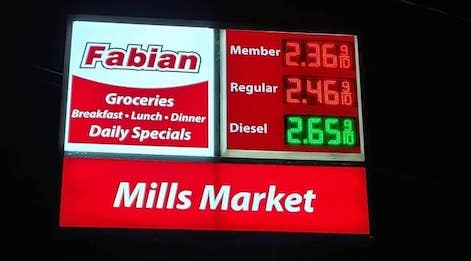 Fabian
Groceries
Breakfast • Lunch • Dinner
Daily Specials
Member 2.36 9/10
Regular 2.46 9/10
Diesel 2.65 9/10
Mills Market